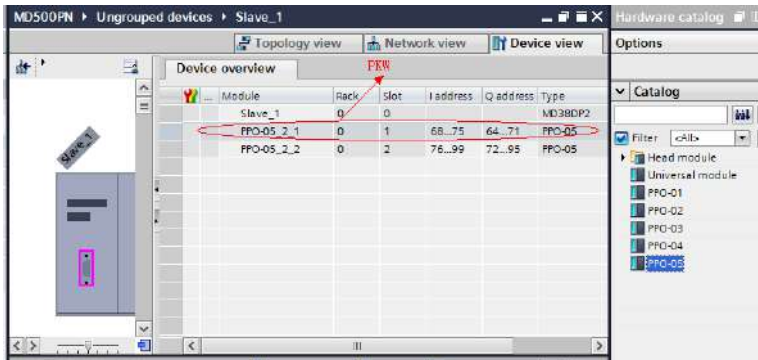 MD500PN ▸ Ungrouped devices ▸ Slave_1
Hardware catalog
Topology view Network view Device view
Options
Device overview
PKW
Module Rack Slot I address Q address Type
Slave_1 0 0 MD38DP2
PPO-05_2_1 0 1 68...75 64...71 PPO-05
PPO-05_2_2 0 2 76...99 72...95 PPO-05
Slave_1
Catalog
Filter <All>
Head module
Universal module
PPO-01
PPO-02
PPO-03
PPO-04
PPO-05